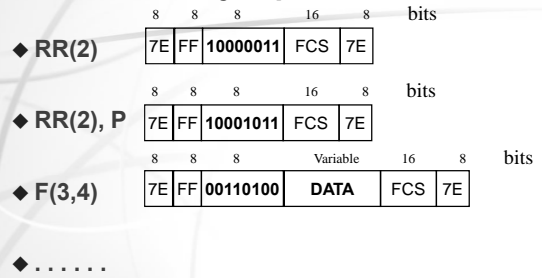 8 8 8 16 8 bits
◆ RR(2) 7E FF 10000011 FCS 7E
8 8 8 16 8 bits
◆ RR(2), P 7E FF 10001011 FCS 7E
8 8 8 Variable 16 8 bits
◆ F(3,4) 7E FF 00110100 DATA FCS 7E
◆ . . . . . .